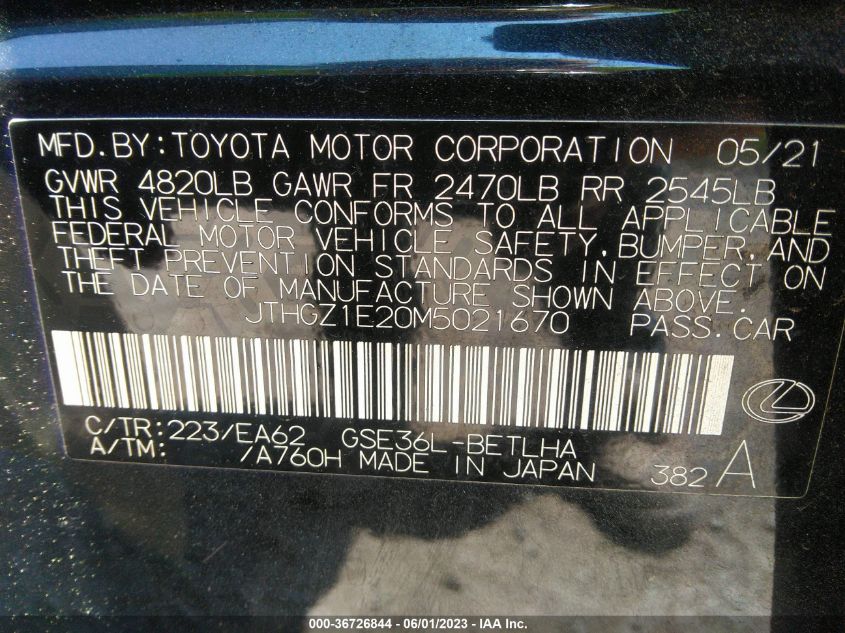 MFD.BY:TOYOTA MOTOR CORPORATION 05/21
GVWR 4820LB GAWR FR 2470LB RR 2545LB
THIS VEHICLE CONFORMS TO ALL APPLICABLE
FEDERAL MOTOR VEHICLE SAFETY,BUMPER,AND
THEFT PREVENTION STANDARDS IN EFFECT ON
THE DATE OF MANUFACTURE SHOWN ABOVE.
JTHGZ1E20M5021670 PASS.CAR
C/TR:223/EA62 GSE36L-BETLHA
A/TM: /A760H MADE IN JAPAN 382 A
000-36726844 - 06/01/2023 - IAA Inc.